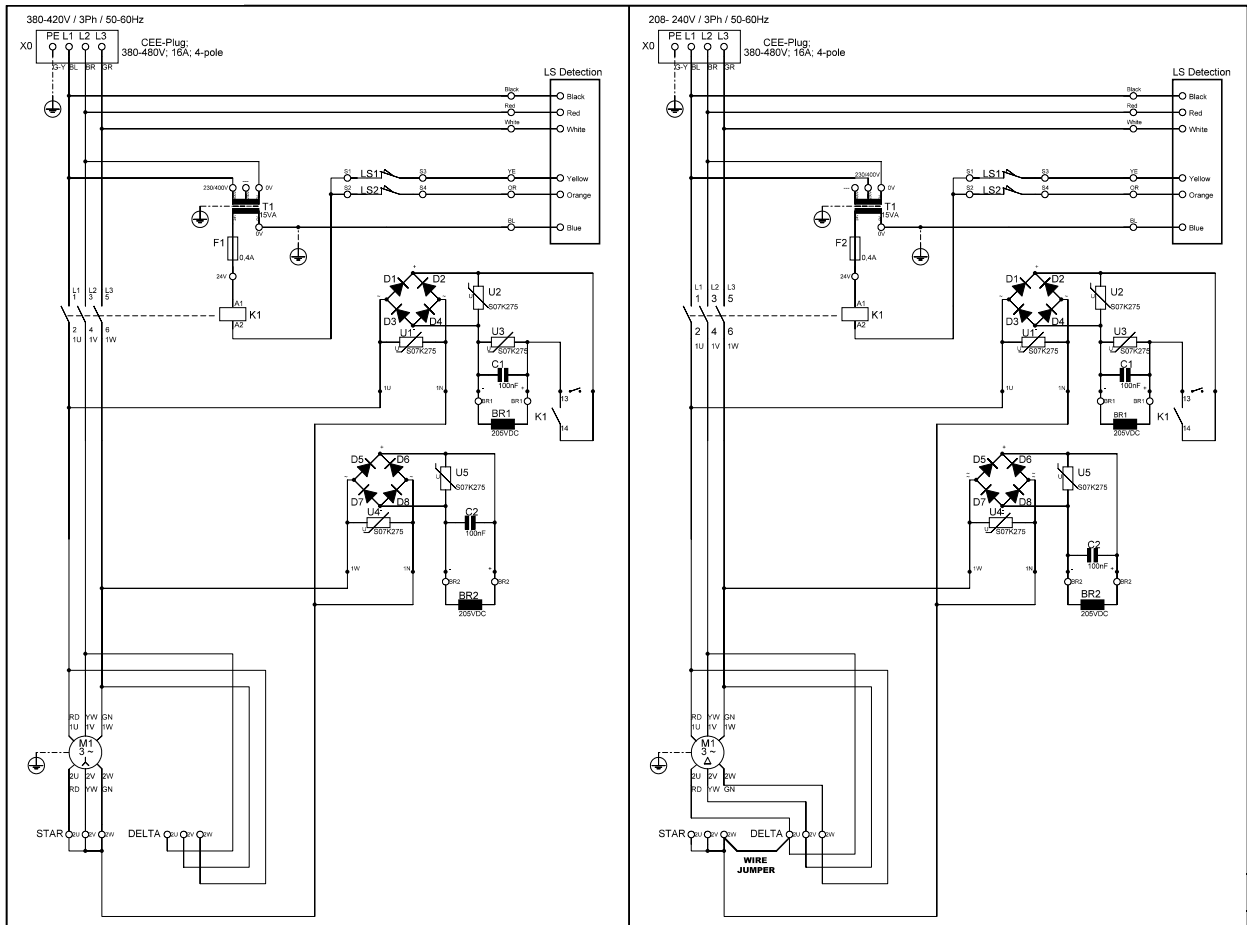 380-420V / 3Ph / 50-60Hz
X0
PE L1 L2 L3
CEE-Plug;
380-480V; 16A; 4-pole
G-Y BL BR GR
LS Detection
Black
Black
Red
Red
White
White
230/400V --- 0V
S1 LS1 S3 YE
Yellow
S2 LS2 S4 OR
Orange
T1
15VA
BL
Blue
0V
F1
0,4A
24V
L1 L2 L3
1 3 5
A1
K1
A2
2 4 6
1U 1V 1W
D1 + D2
~ ~
D3 - D4
U2
U
S07K275
U1
U S07K275
U3
U S07K275
C1
100nF
1U 1N
- +
BR1 BR1
BR1
205VDC
13
K1
14
D5 + D6
~ ~
D7 - D8
U5
U
S07K275
U4
U S07K275
C2
100nF
1W 1N
- +
BR2 BR2
BR2
205VDC
RD YW GN
1U 1V 1W
M1
3 ~
2U 2V 2W
RD YW GN
STAR 2U 2V 2W
DELTA 2U 2V 2W
208- 240V / 3Ph / 50-60Hz
X0
PE L1 L2 L3
CEE-Plug;
380-480V; 16A; 4-pole
G-Y BL BR GR
LS Detection
Black
Black
Red
Red
White
White
230/400V
--- 0V
S1 LS1 S3 YE
Yellow
S2 LS2 S4 OR
Orange
T1
15VA
BL
Blue
0V
F2
0,4A
24V
L1 L2 L3
1 3 5
A1
K1
A2
2 4 6
1U 1V 1W
D1 + D2
~ ~
D3 - D4
U2
U
S07K275
U1
U S07K275
U3
U S07K275
C1
100nF
1U 1N
- +
BR1 BR1
BR1
205VDC
13
K1
14
D5 + D6
D7 - D8
U5
U
S07K275
U4
U S07K275
C2
100nF
1W 1N
- +
BR2 BR2
BR2
205VDC
RD YW GN
1U 1V 1W
M1
3 ~
Δ
2U 2V 2W
RD YW GN
STAR 2U 2V 2W
DELTA 2U 2V 2W
WIRE
JUMPER